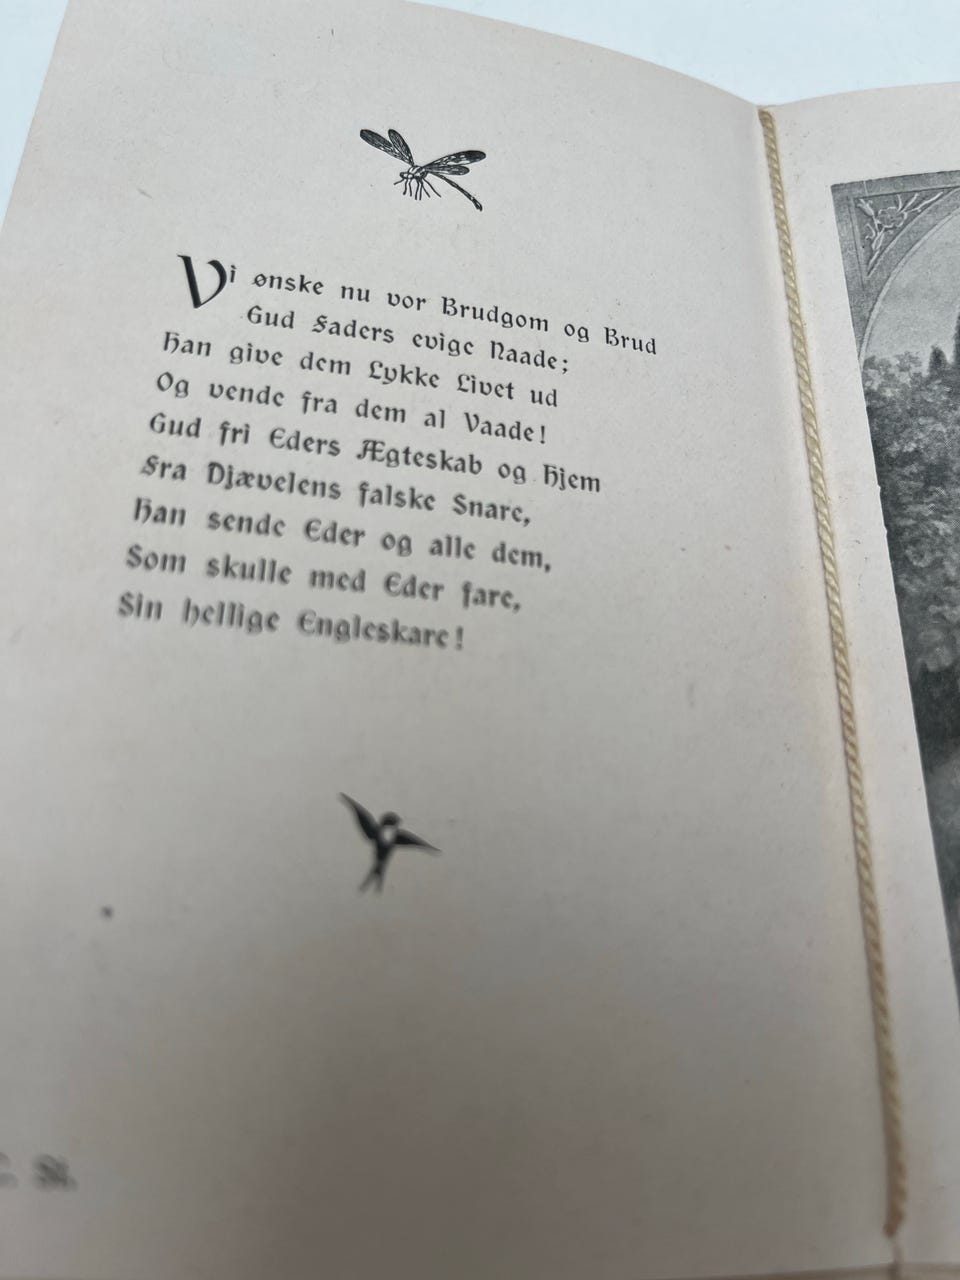 Vi ønske nu vor Brudgom og Brud
Gud Faders evige Naade;
Han give dem Lykke Livet ud
Og vende fra dem al Vaade!
Gud fri Eders Ægteskab og Hjem
Fra Djævelens falske Snare,
Han sende Eder og alle dem,
Som skulle med Eder fare,
Sin hellige Engleskare!